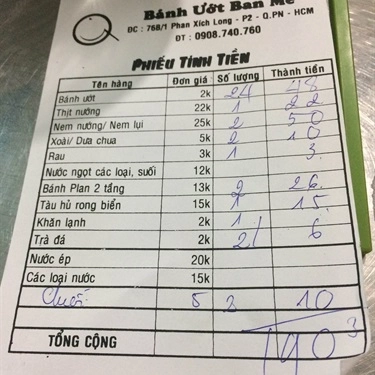 Bánh Ướt Ban Mê
ĐC : 76B/1 Phan Xích Long - P2 - Q.PN - HCM
ĐT : 0908.740.760
PHIẾU TÍNH TIỀN
Tên hàng Đơn giá Số lượng Thành tiền
Bánh ướt 2k 24 48
Thịt nướng 22k 1 22
Nem nướng/ Nem lụi 25k 2 50
Xoài/ Dưa chua 5k 2 10
Rau 3k 1 3
Nước ngọt các loại, suối 12k
Bánh Plan 2 tầng 13k 2 26
Tàu hủ rong biển 15k 1 15
Khăn lạnh 2k 1
Trà đá 2k 2/ 6
Nước ép 20k
Các loại nước 15k
5 2 10
TỔNG CỘNG 190